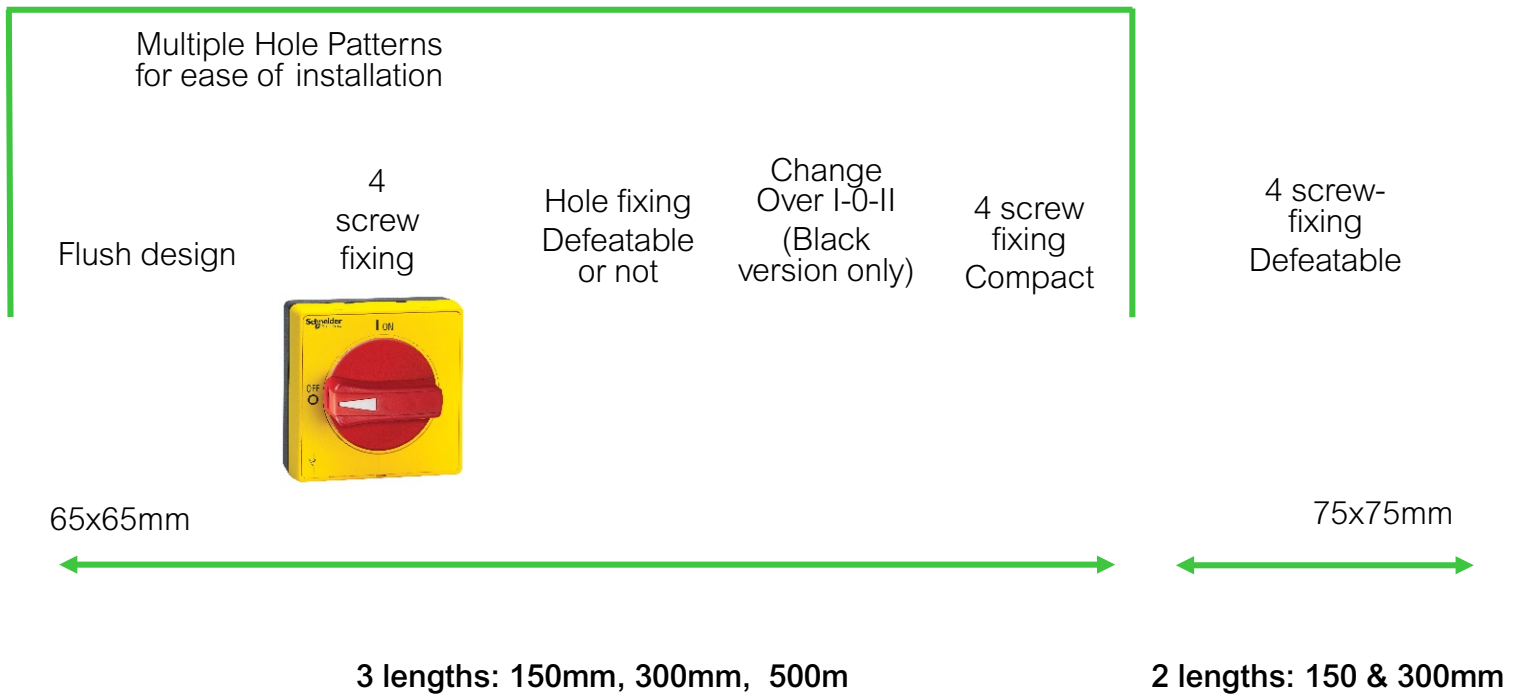 Multiple Hole Patterns
for ease of installation
Flush design
4
screw
fixing
Hole fixing
Defeatable
or not
Change
Over I-0-II
(Black
version only)
4 screw
fixing
Compact
4 screw-
fixing
Defeatable
Schneider
I ON
OFF
O
65x65mm
75x75mm
3 lengths: 150mm, 300mm, 500m
2 lengths: 150 & 300mm